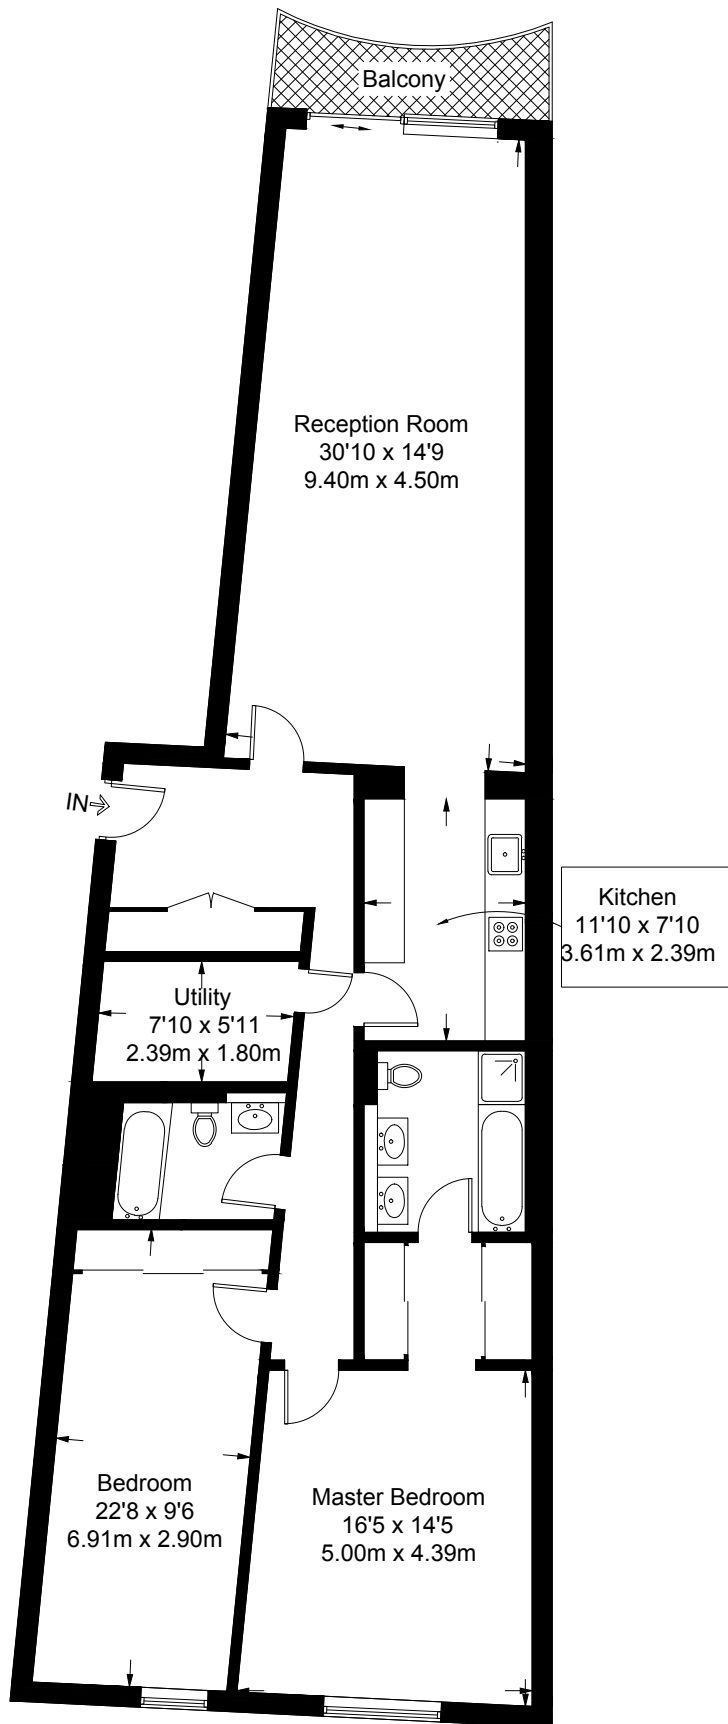 Balcony
Reception Room
30'10 x 14'9
9.40m x 4.50m
IN
Kitchen
11'10 x 7'10
3.61m x 2.39m
Utility
7'10 x 5'11
2.39m x 1.80m
Bedroom
22'8 x 9'6
6.91m x 2.90m
Master Bedroom
16'5 x 14'5
5.00m x 4.39m